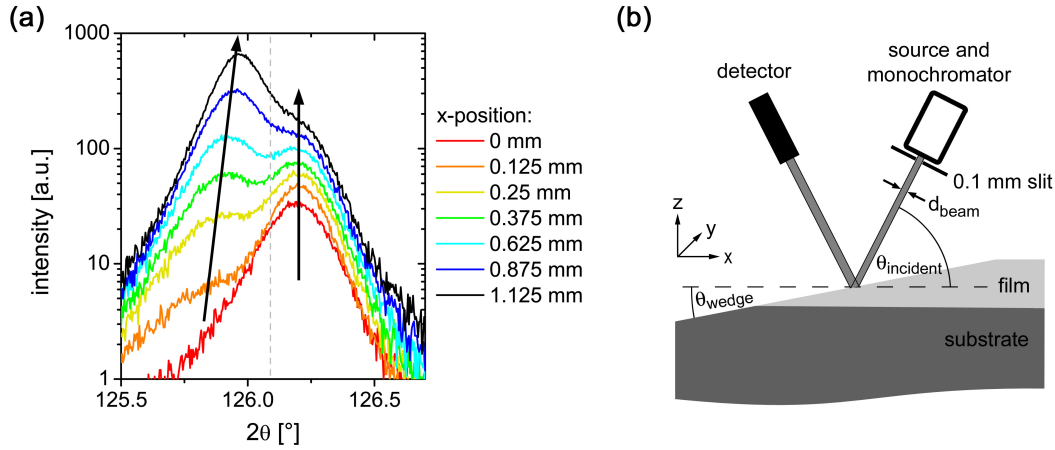 (a)
1000
100
10
1
intensity [a.u.]
125.5
126.0
126.5
2θ [°]
x-position:
0 mm
0.125 mm
0.25 mm
0.375 mm
0.625 mm
0.875 mm
1.125 mm
(b)
detector
source and
monochromator
0.1 mm slit
d_beam
z
y
x
θ_incident
θ_wedge
film
substrate